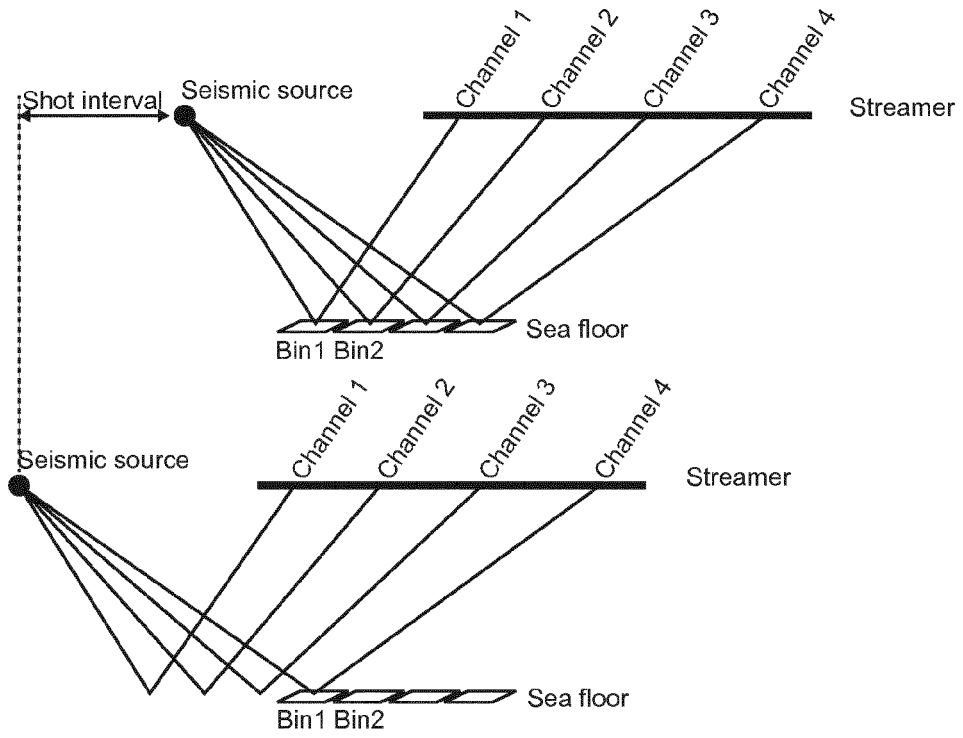 Channel 1
Channel 2
Channel 3
Channel 4
Seismic source
Shot interval
Streamer
Sea floor
Bin1 Bin2
Channel 1
Channel 2
Channel 3
Channel 4
Seismic source
Streamer
Sea floor
Bin1 Bin2